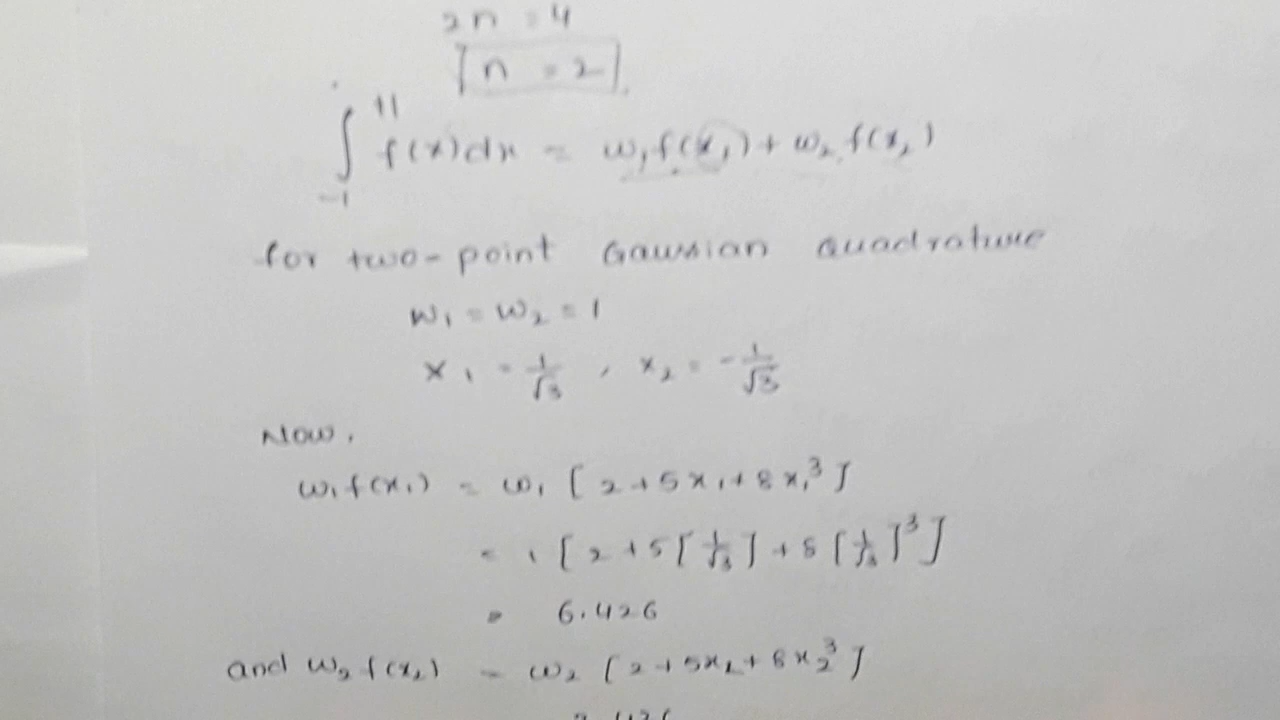 2n = 4
n = 2
∫₋₁⁺¹ f(x)dx = w₁f(x₁) + w₂ f(x₂)
for two-point Gaussian quadrature
w₁ = w₂ = 1
x₁ = 1/√3 , x₂ = -1/√3
Now,
w₁f(x₁) = w₁ [ 2 + 5x₁ + 8x₁³ ]
= 1 [ 2 + 5 [ 1/√3 ] + 8 [ 1/√3 ]³ ]
= 6.426
and w₂f(x₂) = w₂ [ 2 + 5x₂ + 8x₂³ ]